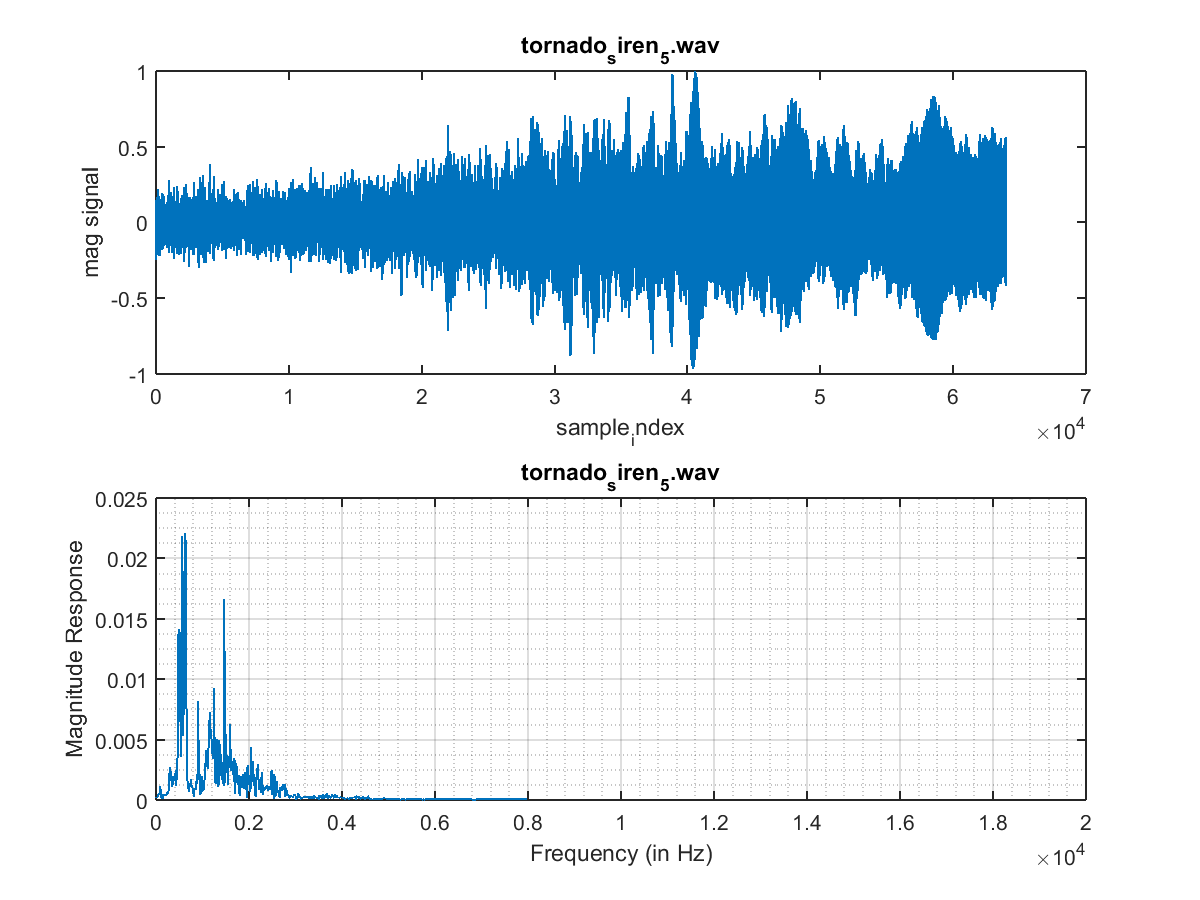 tornado_siren_5.wav
1
0.5
0
-0.5
-1
mag signal
0 1 2 3 4 5 6 7
sample_index
×10^4
tornado_siren_5.wav
0.025
0.02
0.015
0.01
0.005
0
Magnitude Response
0 0.2 0.4 0.6 0.8 1 1.2 1.4 1.6 1.8 2
Frequency (in Hz)
×10^4